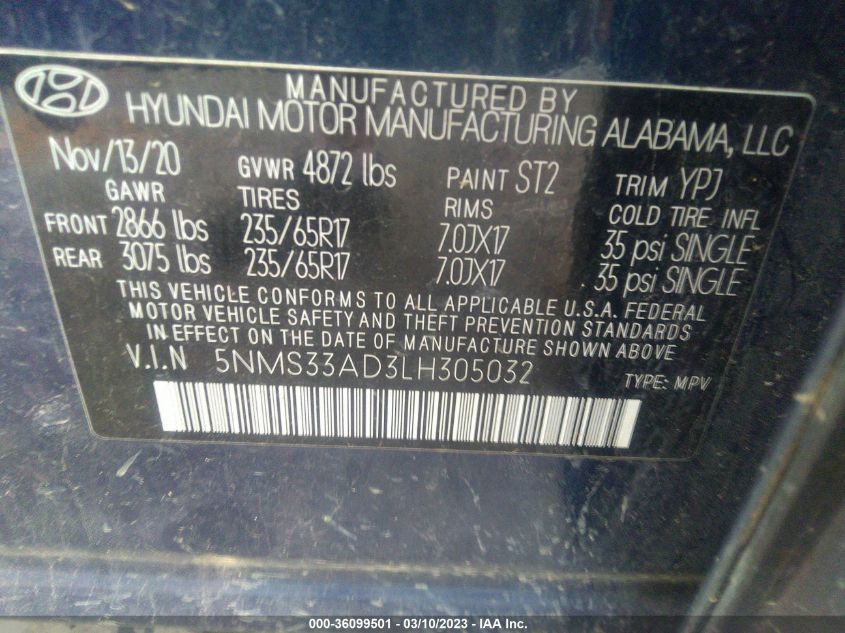 MANUFACTURED BY
HYUNDAI MOTOR MANUFACTURING ALABAMA, LLC
Nov/13/20 GVWR 4872 lbs PAINT ST2 TRIM YPJ
GAWR TIRES RIMS COLD TIRE INFL
FRONT 2866 lbs 235/65R17 7.0JX17 35 psi SINGLE
REAR 3075 lbs 235/65R17 7.0JX17 35 psi SINGLE
THIS VEHICLE CONFORMS TO ALL APPLICABLE U.S.A. FEDERAL
MOTOR VEHICLE SAFETY AND THEFT PREVENTION STANDARDS
IN EFFECT ON THE DATE OF MANUFACTURE SHOWN ABOVE.
V.I.N 5NMS33AD3LH305032 TYPE: MPV
000-36099501 - 03/10/2023 - IAA Inc.